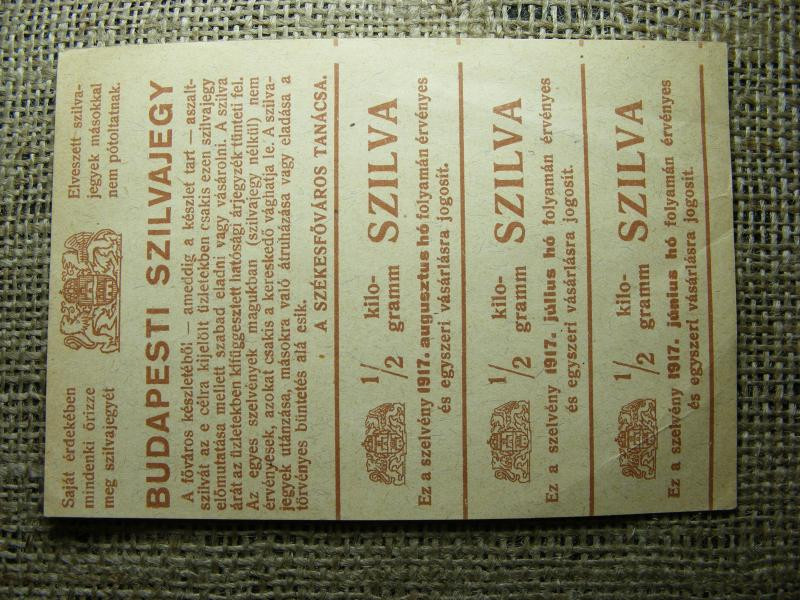 Saját érdekében
mindenki őrizze
meg szilvajegyét
Elveszett szilva-
jegyek másokkal
nem pótoltatnak.
BUDAPESTI SZILVAJEGY
A főváros készletéből — ameddig a készlet tart — aszalt-
szilvát az e célra kijelölt üzletekben csakis ezen szilvajegy
előmutatása mellett szabad eladni vagy vásárolni. A szilva
árát az üzletekben kifüggesztett hatósági árjegyzék tünteti fel.
Az egyes szelvények magukban (szilvajegy nélkül) nem
érvényesek, azokat csakis a kereskedő vághatja le. A szilva-
jegyek utánzása, másokra való átruházása vagy eladása a
törvényes büntetés alá esik.
A SZÉKESFŐVÁROS TANÁCSA.
1/2 kilo-
gramm SZILVA
Ez a szelvény 1917. augusztus hó folyamán érvényes
és egyszeri vásárlásra jogosit.
1/2 kilo-
gramm SZILVA
Ez a szelvény 1917. július hó folyamán érvényes
és egyszeri vásárlásra jogosit.
1/2 kilo-
gramm SZILVA
Ez a szelvény 1917. június hó folyamán érvényes
és egyszeri vásárlásra jogosit.